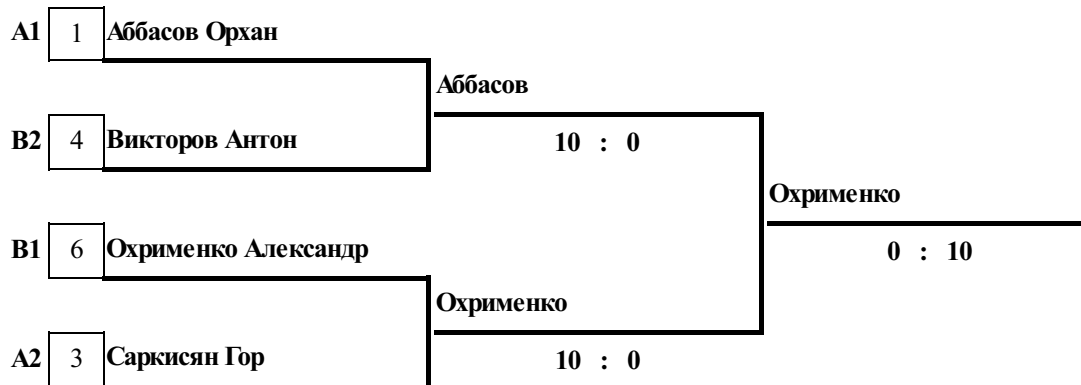 A1 1 Аббасов Орхан
Аббасов
B2 4 Викторов Антон
10 : 0
Охрименко
B1 6 Охрименко Александр
0 : 10
Охрименко
A2 3 Саркисян Гор
10 : 0